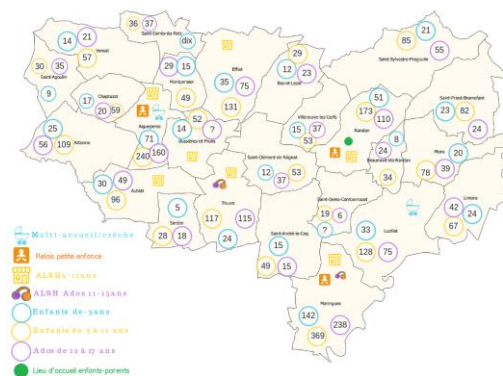 36 37
Saint-Genès-du-Retz
dix
14 21
Vensat
57
30 35
Saint-Agoulin
9
29 15
Montpensier
49
Effiat
35 75
131
29
12 23
Bas-et-Lezat
85 21
55
Saint-Sylvestre-Pragoulin
17
Chaptuzat
20 59
Aigueperse
71
240 160
52
14 ?
Bussières-et-Pruns
Villeneuve-les-Cerfs
15 37
53
51
173 110
Randan
Saint-Priest-Bramefant
23 82
24
25
56 109
Artonne
8
24
Beaumont-lès-Randan
34
Mons
20
78 39
30 49
Aubiat
96
Saint-Clément-de-Régnat
12 37 53
5
Sardon
28 18
Thuret
117 115
24
Saint-Denis-Combarnazat
19 6
?
Limons
42 24
67
Saint-André-le-Coq
15
49 15
33
Luzillat
128 75
Maringues
142
238
369
Multi-accueil/crèche
Relais petite enfance
ALSH3-11ans
ALSH Ados 11-15ans
Enfants de -3ans
Enfants de 3 à 11 ans
Ados de 12 à 17 ans
Lieu d'accueil enfants-parents